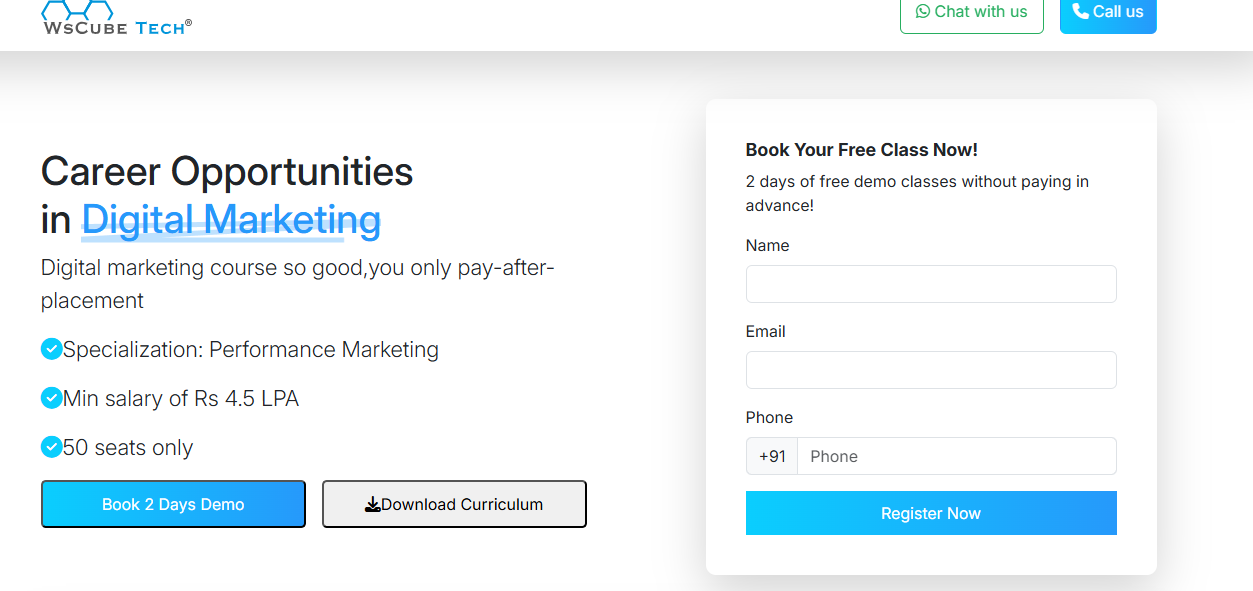 WsCube Tech®
Chat with us
Call us
Career Opportunities
in Digital Marketing
Digital marketing course so good,you only pay-after-
placement
Specialization: Performance Marketing
Min salary of Rs 4.5 LPA
50 seats only
Book 2 Days Demo
Download Curriculum
Book Your Free Class Now!
2 days of free demo classes without paying in
advance!
Name
Email
Phone
+91 Phone
Register Now